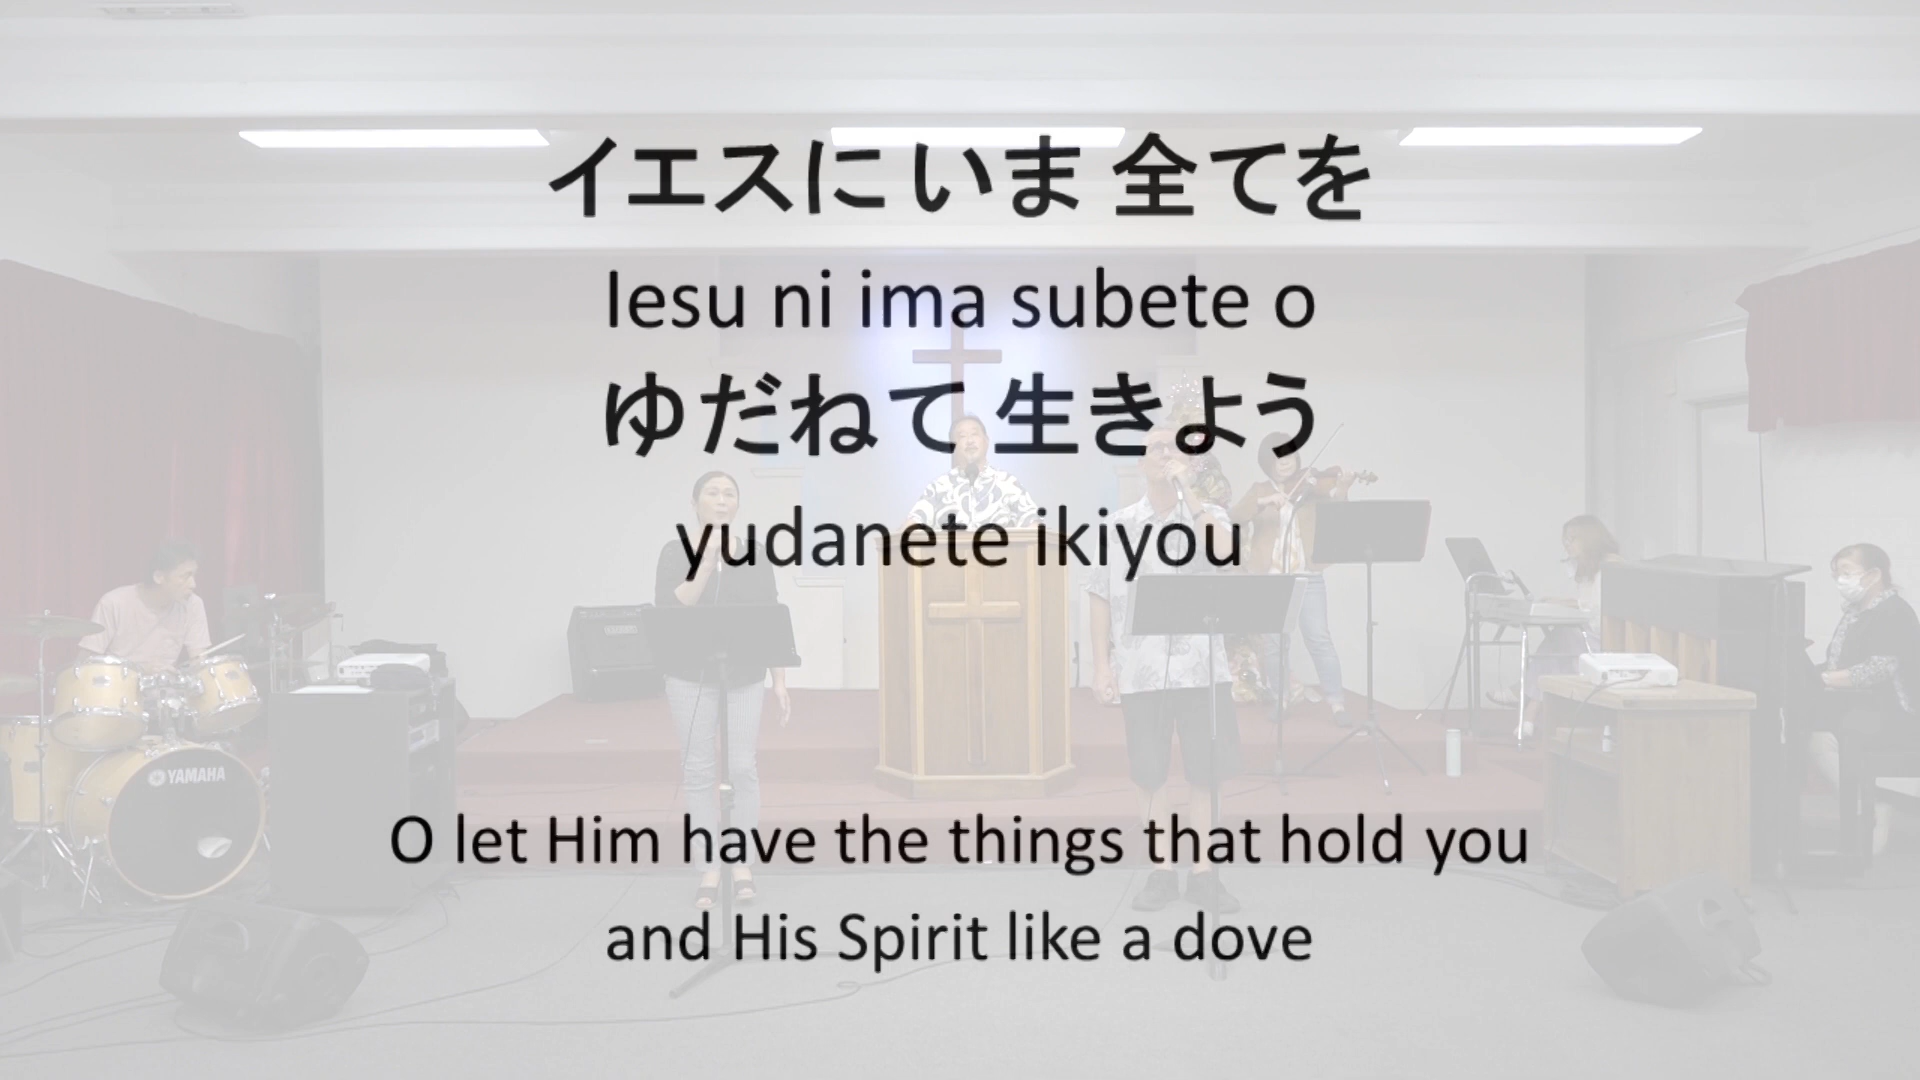 イエスに いま 全てを
Iesu ni ima subete o
ゆだねて 生きよう
yudanete ikiyou
O let Him have the things that hold you
and His Spirit like a dove
YAMAHA